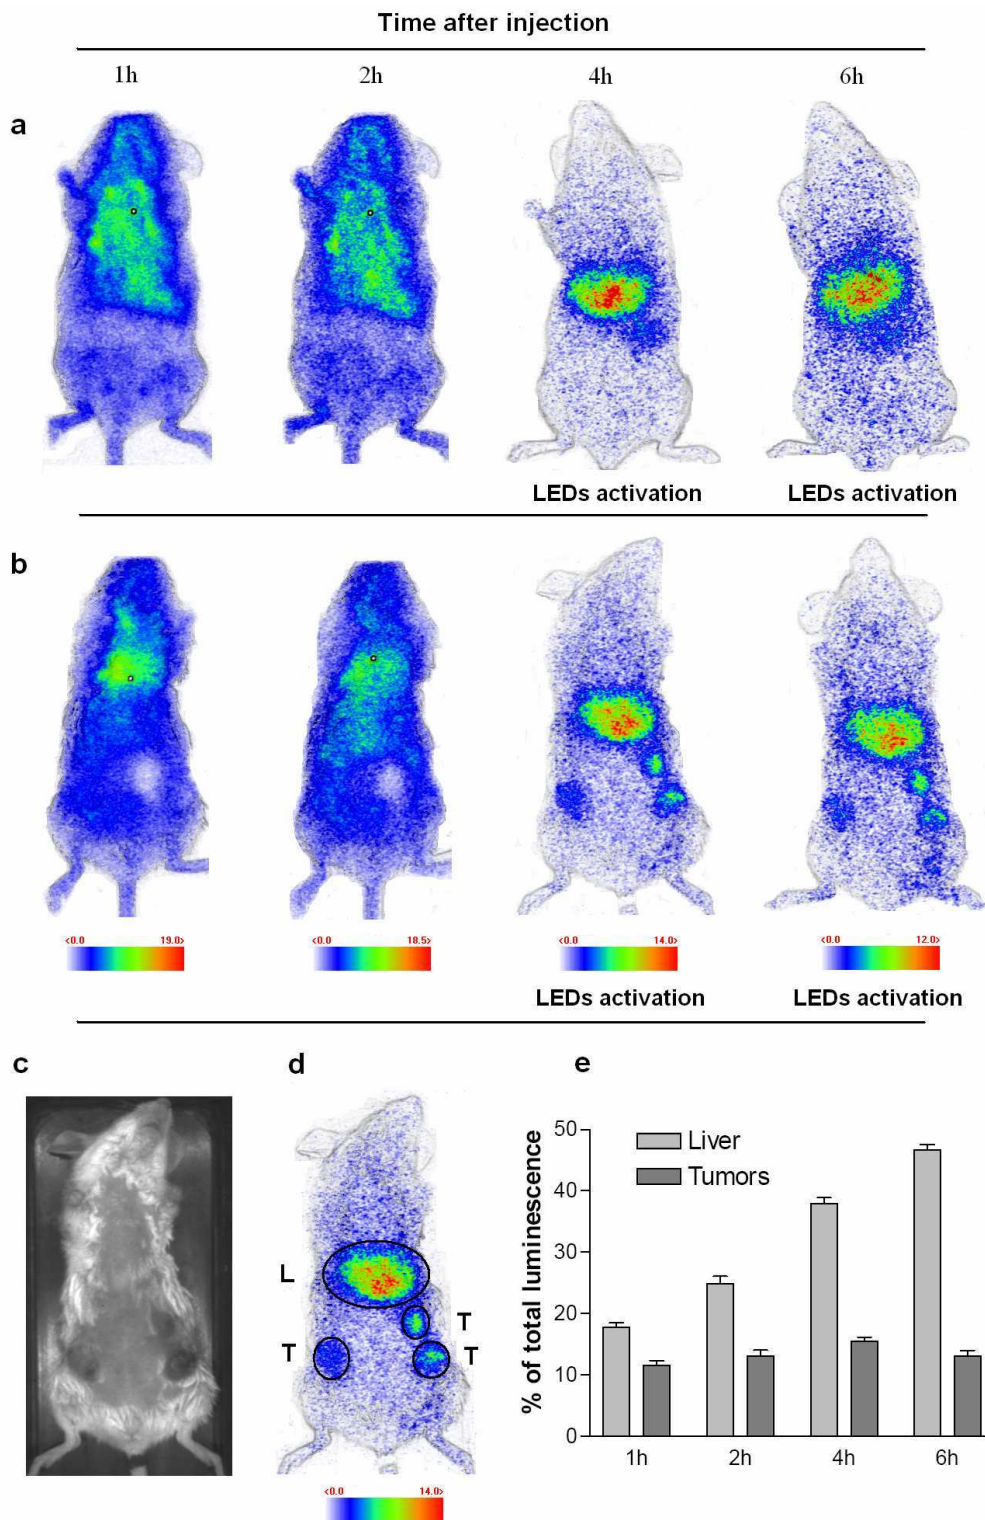 Time after injection
1h 2h 4h 6h
a
LEDs activation LEDs activation
b
<0.0 19.0> <0.0 18.5> <0.0 14.0> <0.0 12.0>
LEDs activation LEDs activation
c d e
L
T
T T
<0.0 14.0>
% of total luminescence
50
40
30
20
10
0
Liver
Tumors
1h 2h 4h 6h